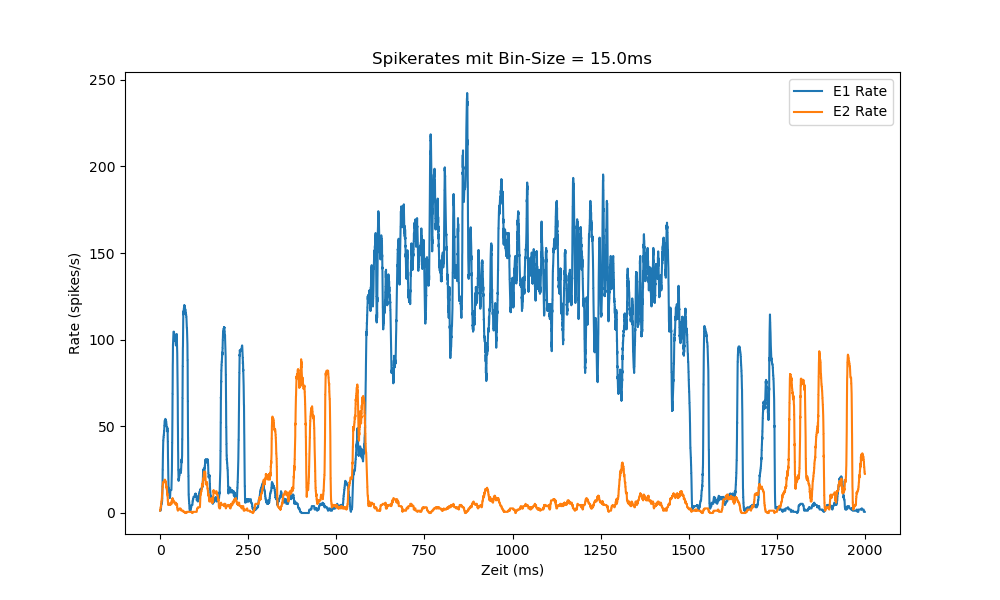 Spikerates mit Bin-Size = 15.0ms
E1 Rate
E2 Rate
Rate (spikes/s)
250
200
150
100
50
0
0 250 500 750 1000 1250 1500 1750 2000
Zeit (ms)